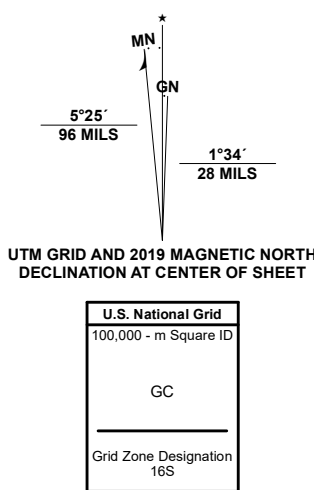 ★
MN
GN
5°25´
96 MILS
1°34´
28 MILS
UTM GRID AND 2019 MAGNETIC NORTH
DECLINATION AT CENTER OF SHEET
U.S. National Grid
100,000 - m Square ID
GC
Grid Zone Designation
16S